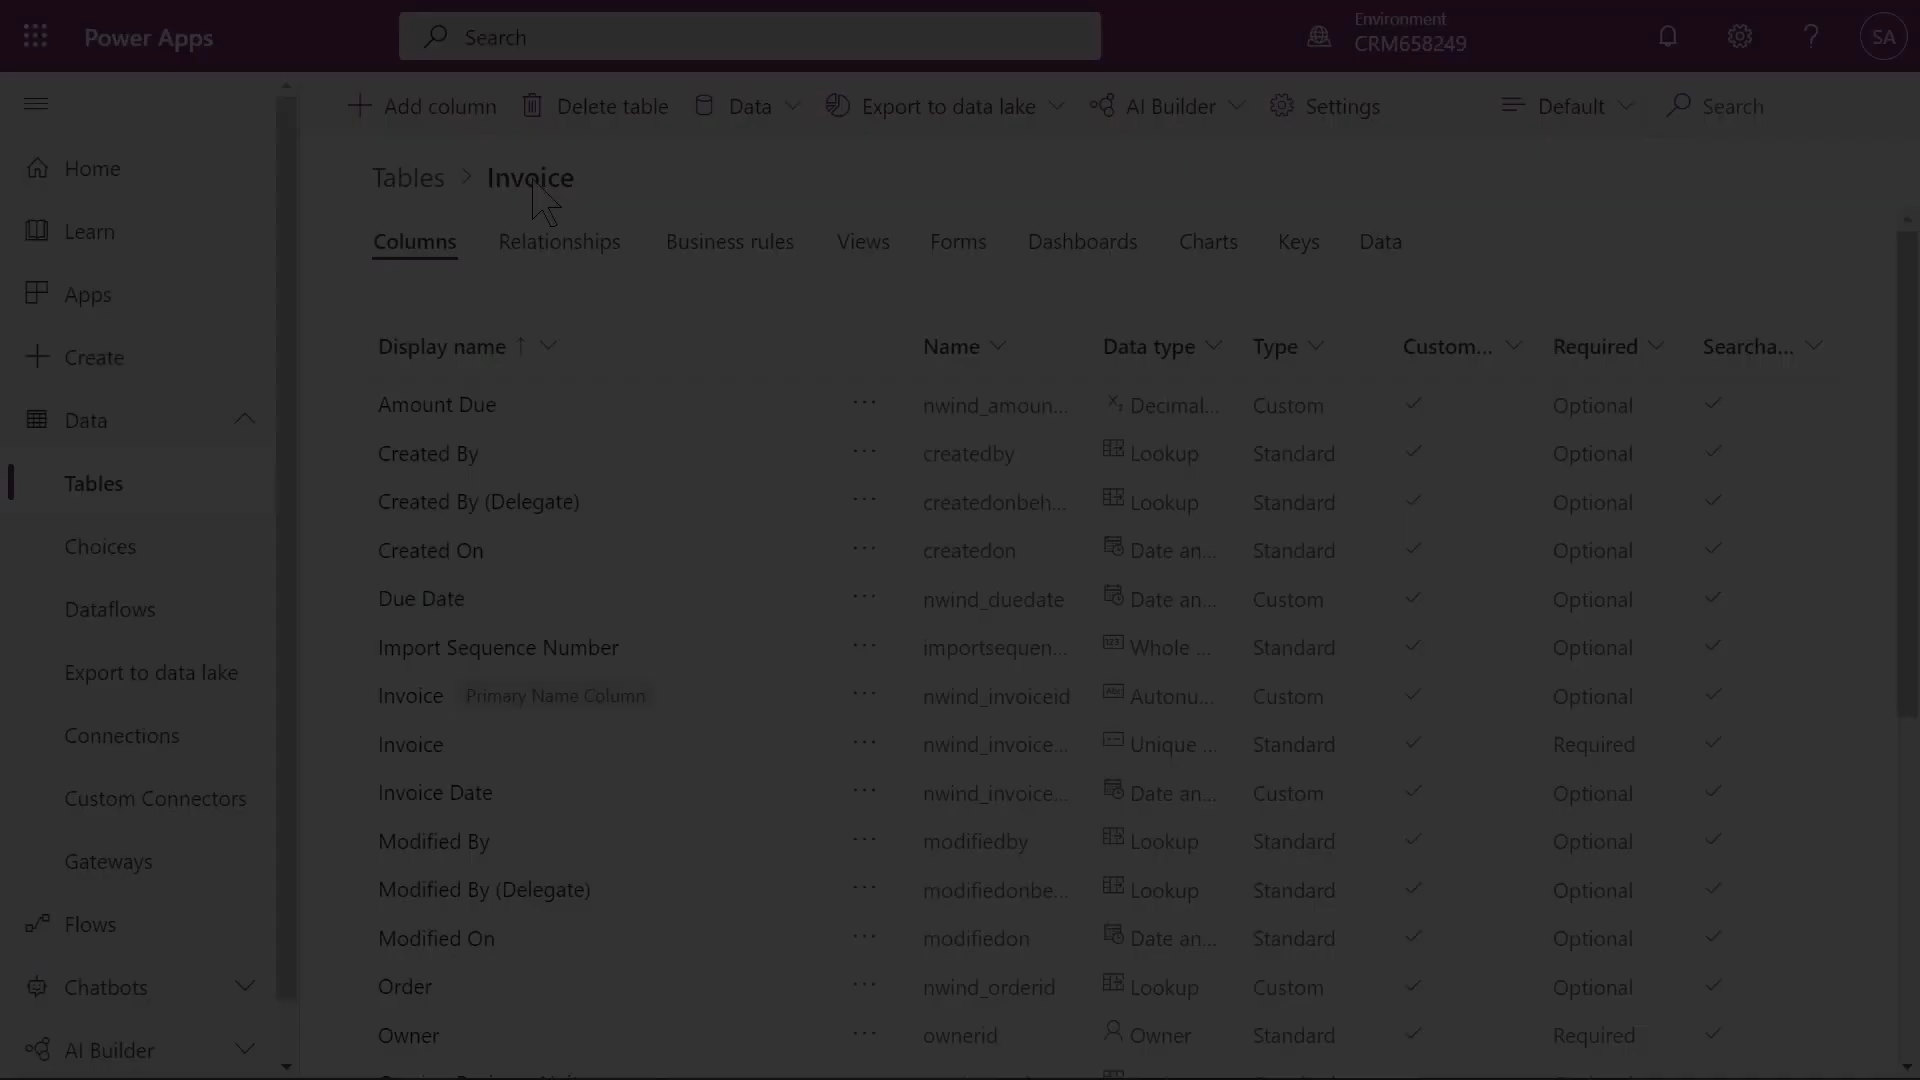 Power Apps
Search
Environment
CRM658249
SA
Add column
Delete table
Data
Export to data lake
AI Builder
Settings
Default
Search
Home
Learn
Apps
Create
Data
Tables
Choices
Dataflows
Export to data lake
Connections
Custom Connectors
Gateways
Flows
Chatbots
AI Builder
Tables > Invoice
Columns Relationships Business rules Views Forms Dashboards Charts Keys Data
Display name ↑ Name Data type Type Custom... Required Searcha...
Amount Due ... nwind_amoun... Decimal... Custom Optional
Created By ... createdby Lookup Standard Optional
Created By (Delegate) ... createdonbeh... Lookup Standard Optional
Created On ... createdon Date an... Standard Optional
Due Date ... nwind_duedate Date an... Custom Optional
Import Sequence Number ... importsequen... Whole ... Standard Optional
Invoice Primary Name Column ... nwind_invoiceid Autonu... Custom Optional
Invoice ... nwind_invoice... Unique ... Standard Required
Invoice Date ... nwind_invoice... Date an... Custom Optional
Modified By ... modifiedby Lookup Standard Optional
Modified By (Delegate) ... modifiedonbe... Lookup Standard Optional
Modified On ... modifiedon Date an... Standard Optional
Order ... nwind_orderid Lookup Custom Optional
Owner ... ownerid Owner Standard Required